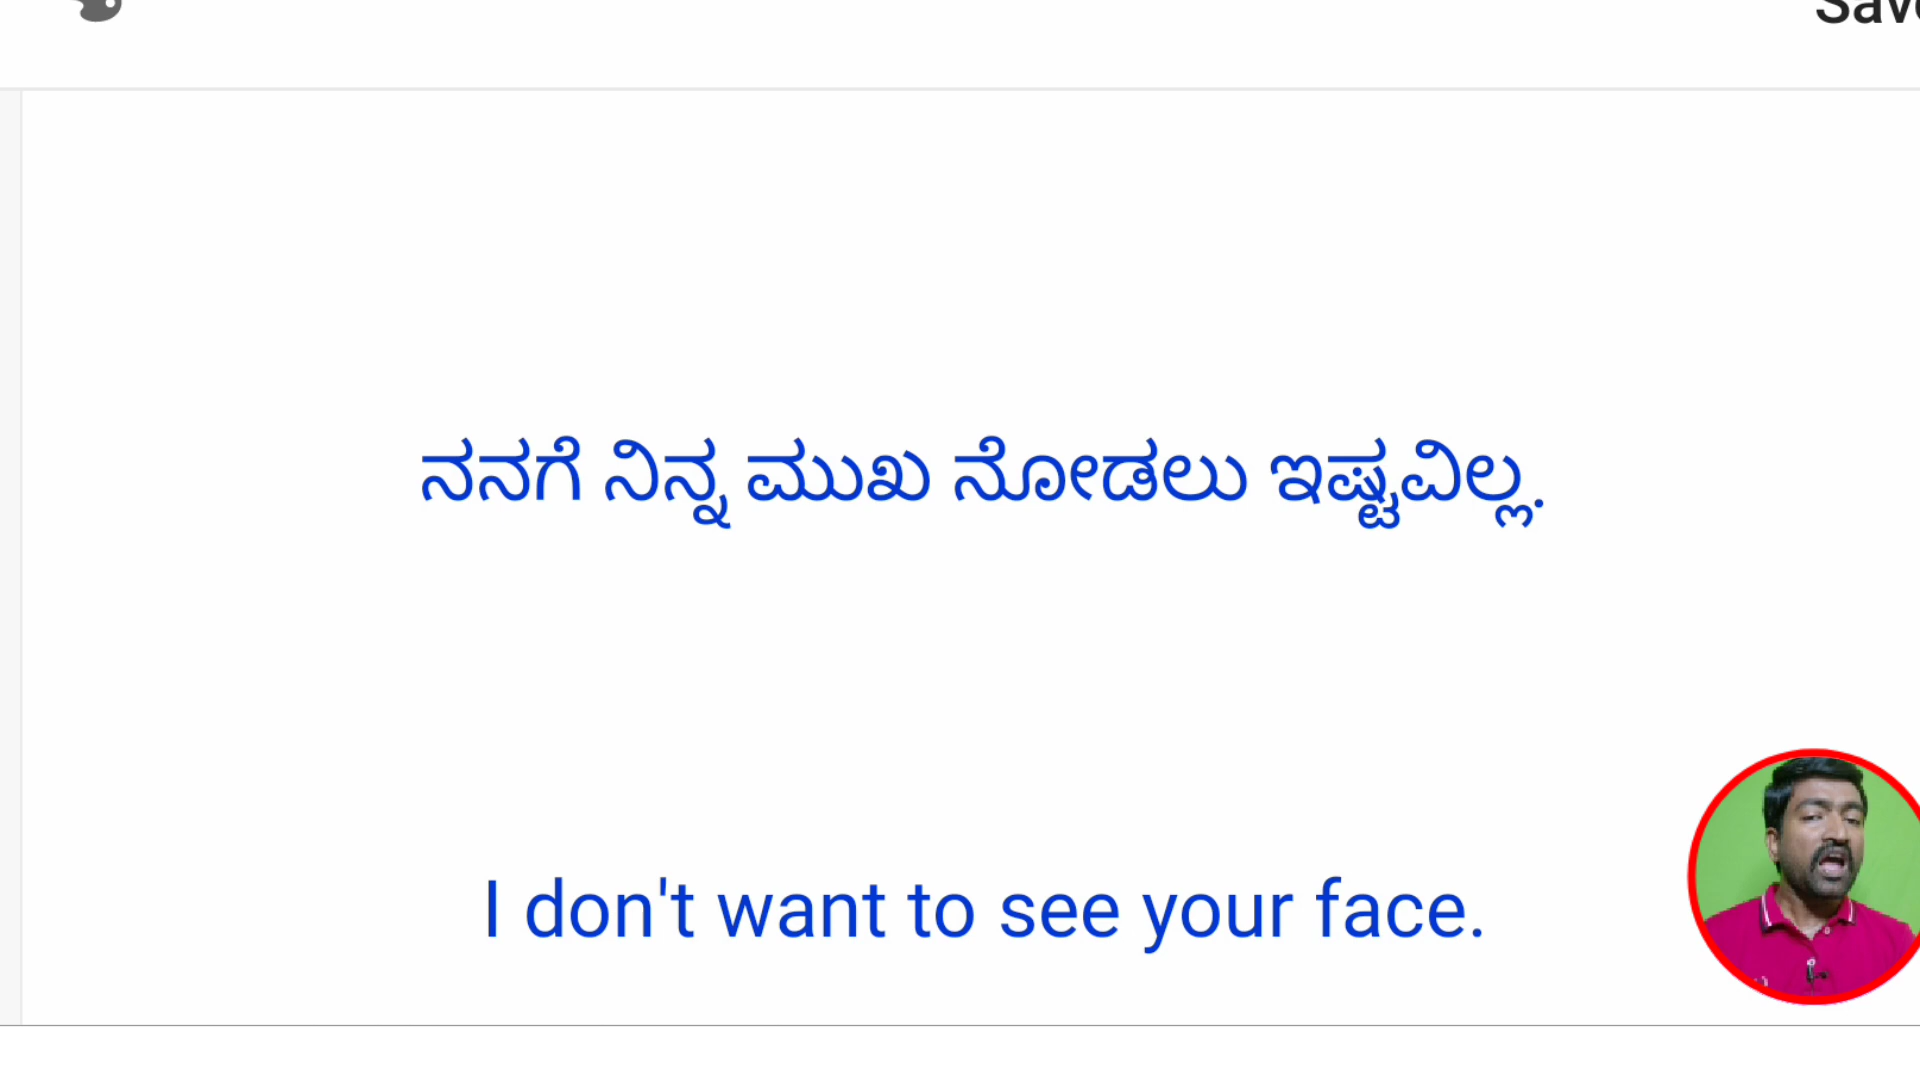 ನನಗೆ ನಿನ್ನ ಮುಖ ನೋಡಲು ಇಷ್ಟವಿಲ್ಲ.
I don't want to see your face.